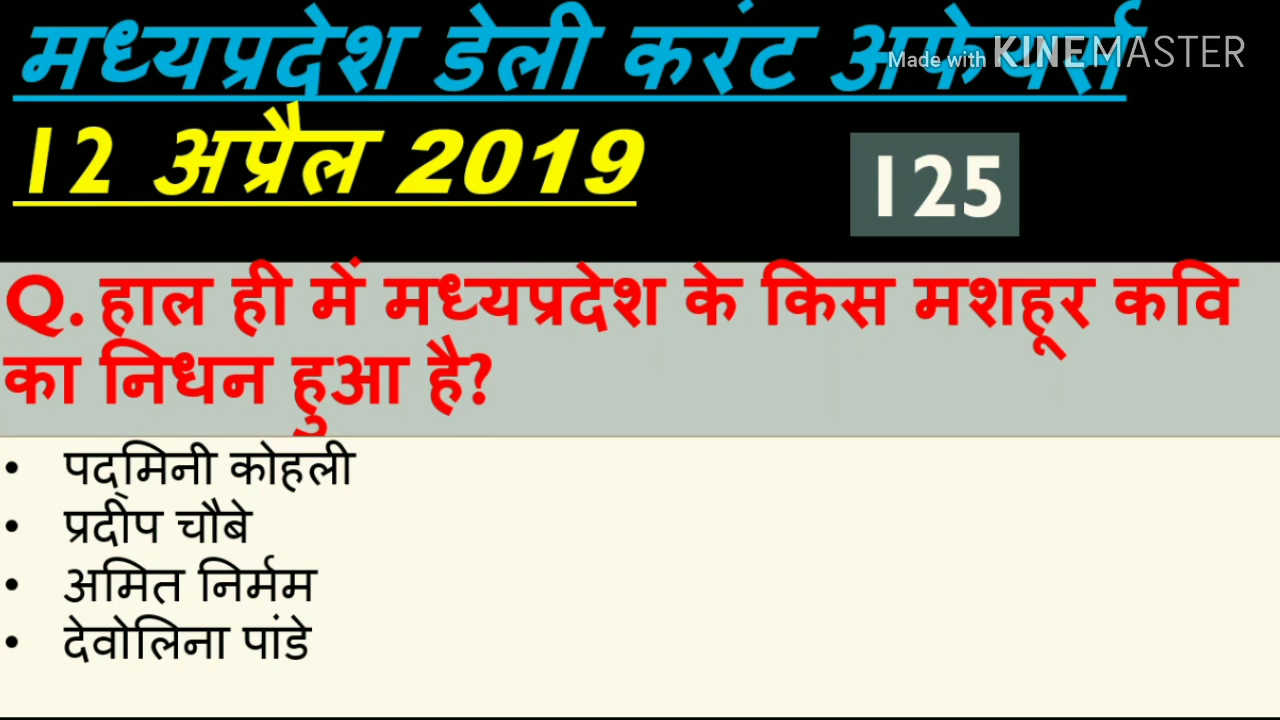 मध्यप्रदेश डेली करंट अफेयर्स
Made with KINEMASTER
12 अप्रैल 2019
125
Q. हाल ही में मध्यप्रदेश के किस मशहूर कवि
का निधन हुआ है?
• पद्मिनी कोहली
• प्रदीप चौबे
• अमित निर्मम
• देवोलिना पांडे